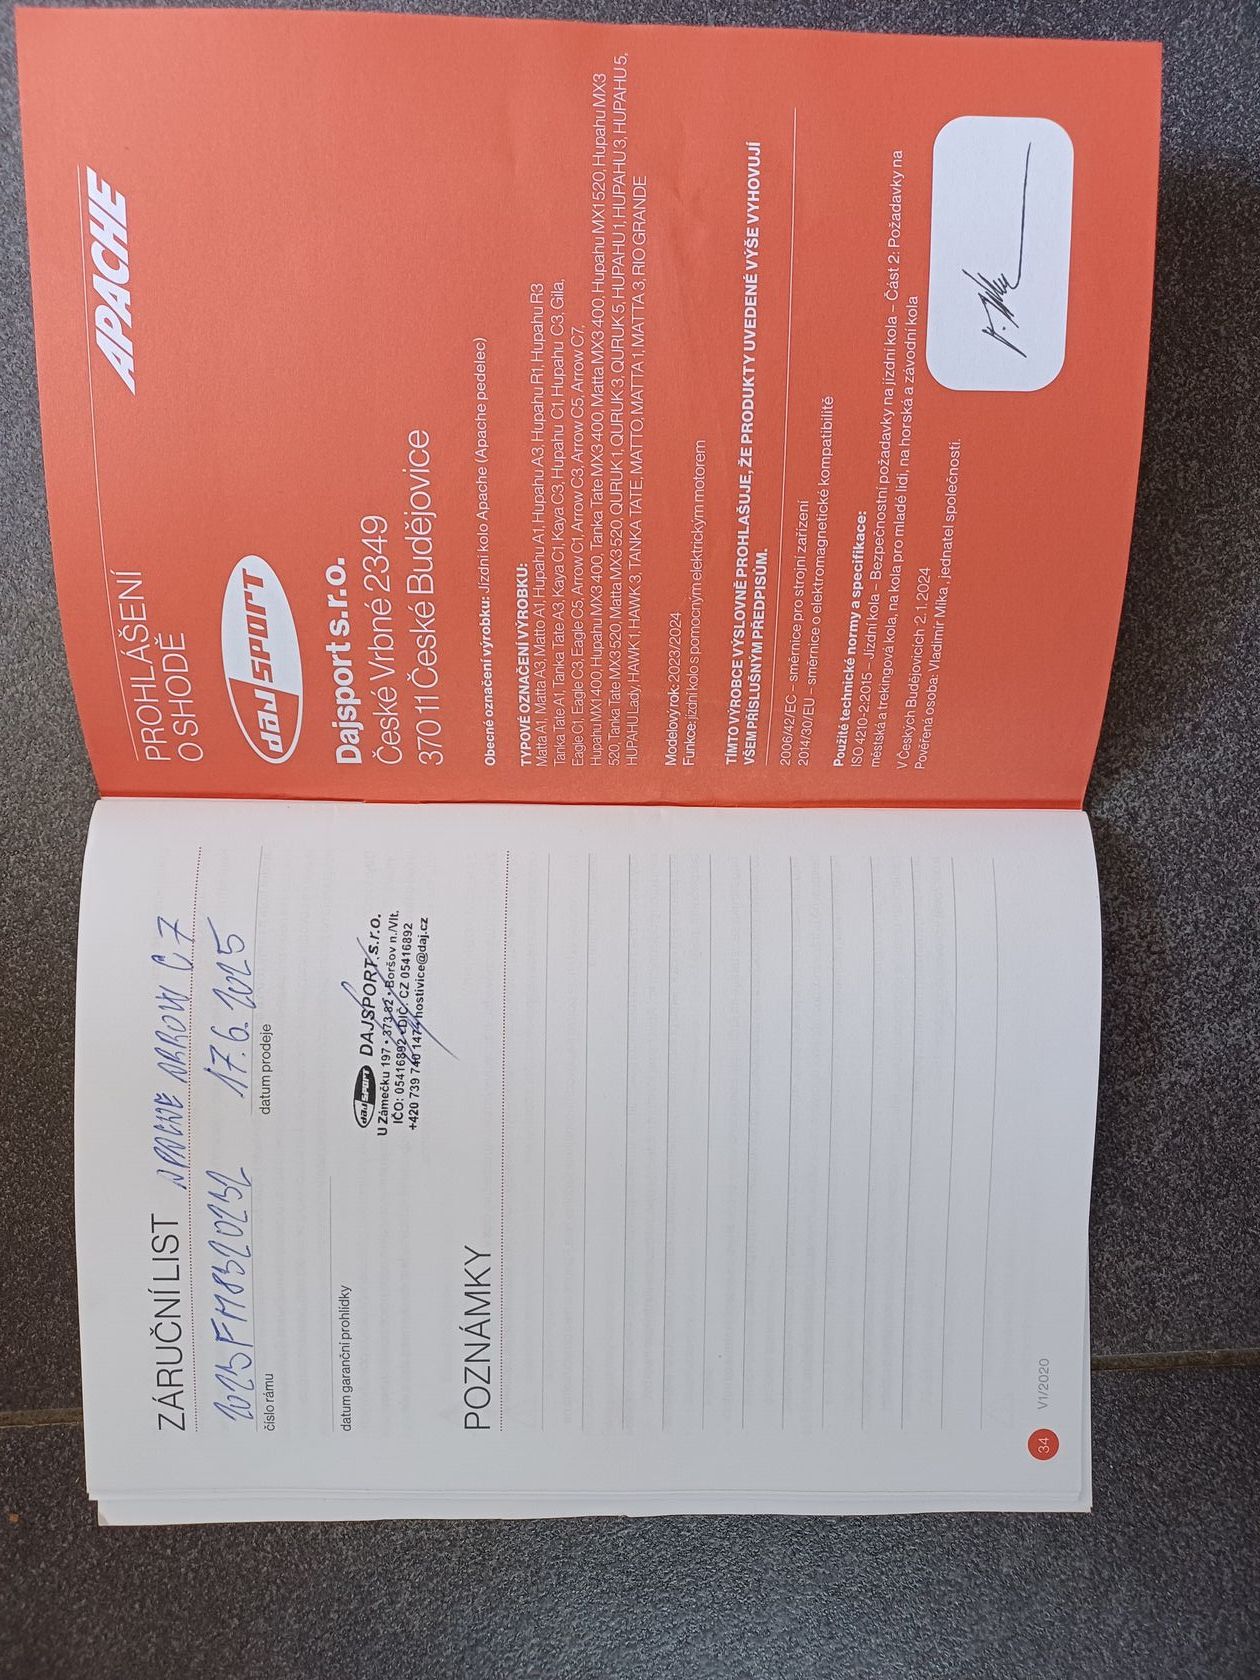 ZÁRUČNÍ LIST APACHE ARROW C7
2023FM8320232 17.6.2025
číslo rámu datum prodeje
datum garanční prohlídky
daj SPORT DAJSPORT s.r.o.
U Zámečku 197 • 373 82 • Boršov n./Vlt.
IČO: 05416892 • DIČ: CZ 05416892
+420 739 740 147 hostivice@daj.cz
POZNÁMKY
34 V1/2020
PROHLÁŠENÍ
O SHODĚ
APACHE
daj SPORT
Dajsport s.r.o.
České Vrbné 2349
370 11 České Budějovice
Obecné označení výrobku: Jízdní kolo Apache (Apache pedelec)
TYPOVÉ OZNAČENÍ VÝROBKU:
Matta A1, Matta A3, Matto A1, Hupahu A1, Hupahu A3, Hupahu R1, Hupahu R3
Tanka Tate A1, Tanka Tate A3, Kaya C1, Kaya C3, Hupahu C1, Hupahu C3, Gila,
Eagle C1, Eagle C3, Eagle C5, Arrow C1, Arrow C3, Arrow C5, Arrow C7,
Hupahu MX1 400, Hupahu MX3 400, Tanka Tate MX3 400, Matta MX3 400, Hupahu MX1 520, Hupahu MX3
520, Tanka Tate MX3 520, Matta MX3 520, QURUK 1, QURUK 3, QURUK 5, HUPAHU 1, HUPAHU 3, HUPAHU 5,
HUPAHU Lady, HAWK 1, HAWK 3, TANKA TATE, MATTO, MATTA 1, MATTA 3, RIO GRANDE
Modelový rok: 2023/2024
Funkce: jízdní kolo s pomocným elektrickým motorem
TÍMTO VÝROBCE VÝSLOVNĚ PROHLAŠUJE, ŽE PRODUKTY UVEDENÉ VÝŠE VYHOVUJÍ
VŠEM PŘÍSLUŠNÝM PŘEDPISŮM.
2006/42/EC – směrnice pro strojní zařízení
2014/30/EU – směrnice o elektromagnetické kompatibilitě
Použité technické normy a specifikace:
ISO 4210-2:2015 – Jízdní kola – Bezpečnostní požadavky na jízdní kola – Část 2: Požadavky na
městská a trekingová kola, na kola pro mladé lidi, na horská a závodní kola
V Českých Budějovicích 2.1.2024
Pověřená osoba: Vladimír Mlka, jednatel společnosti.